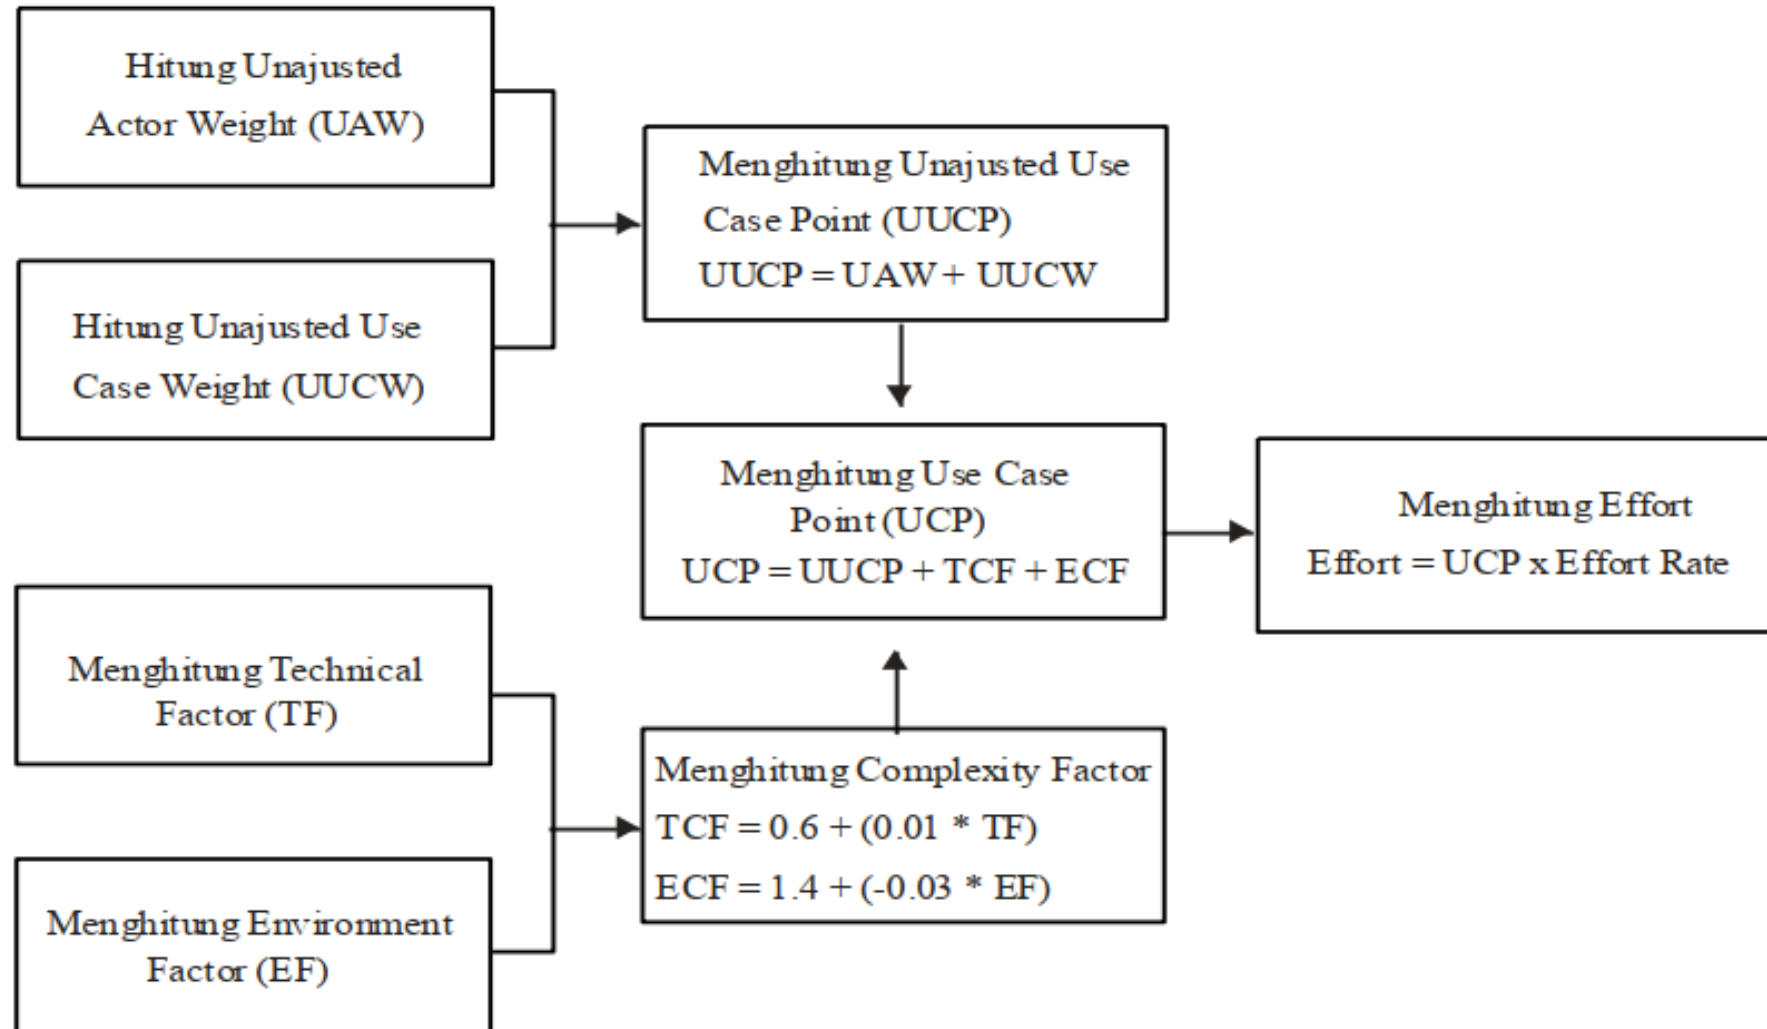 Hitung Unajusted
Actor Weight (UAW)
Hitung Unajusted Use
Case Weight (UUCW)
Menghitung Unajusted Use
Case Point (UUCP)
UUCP = UAW + UUCW
Menghitung Use Case
Point (UCP)
UCP = UUCP + TCF + ECF
Menghitung Effort
Effort = UCP x Effort Rate
Menghitung Technical
Factor (TF)
Menghitung Environment
Factor (EF)
Menghitung Complexity Factor
TCF = 0.6 + (0.01 * TF)
ECF = 1.4 + (-0.03 * EF)